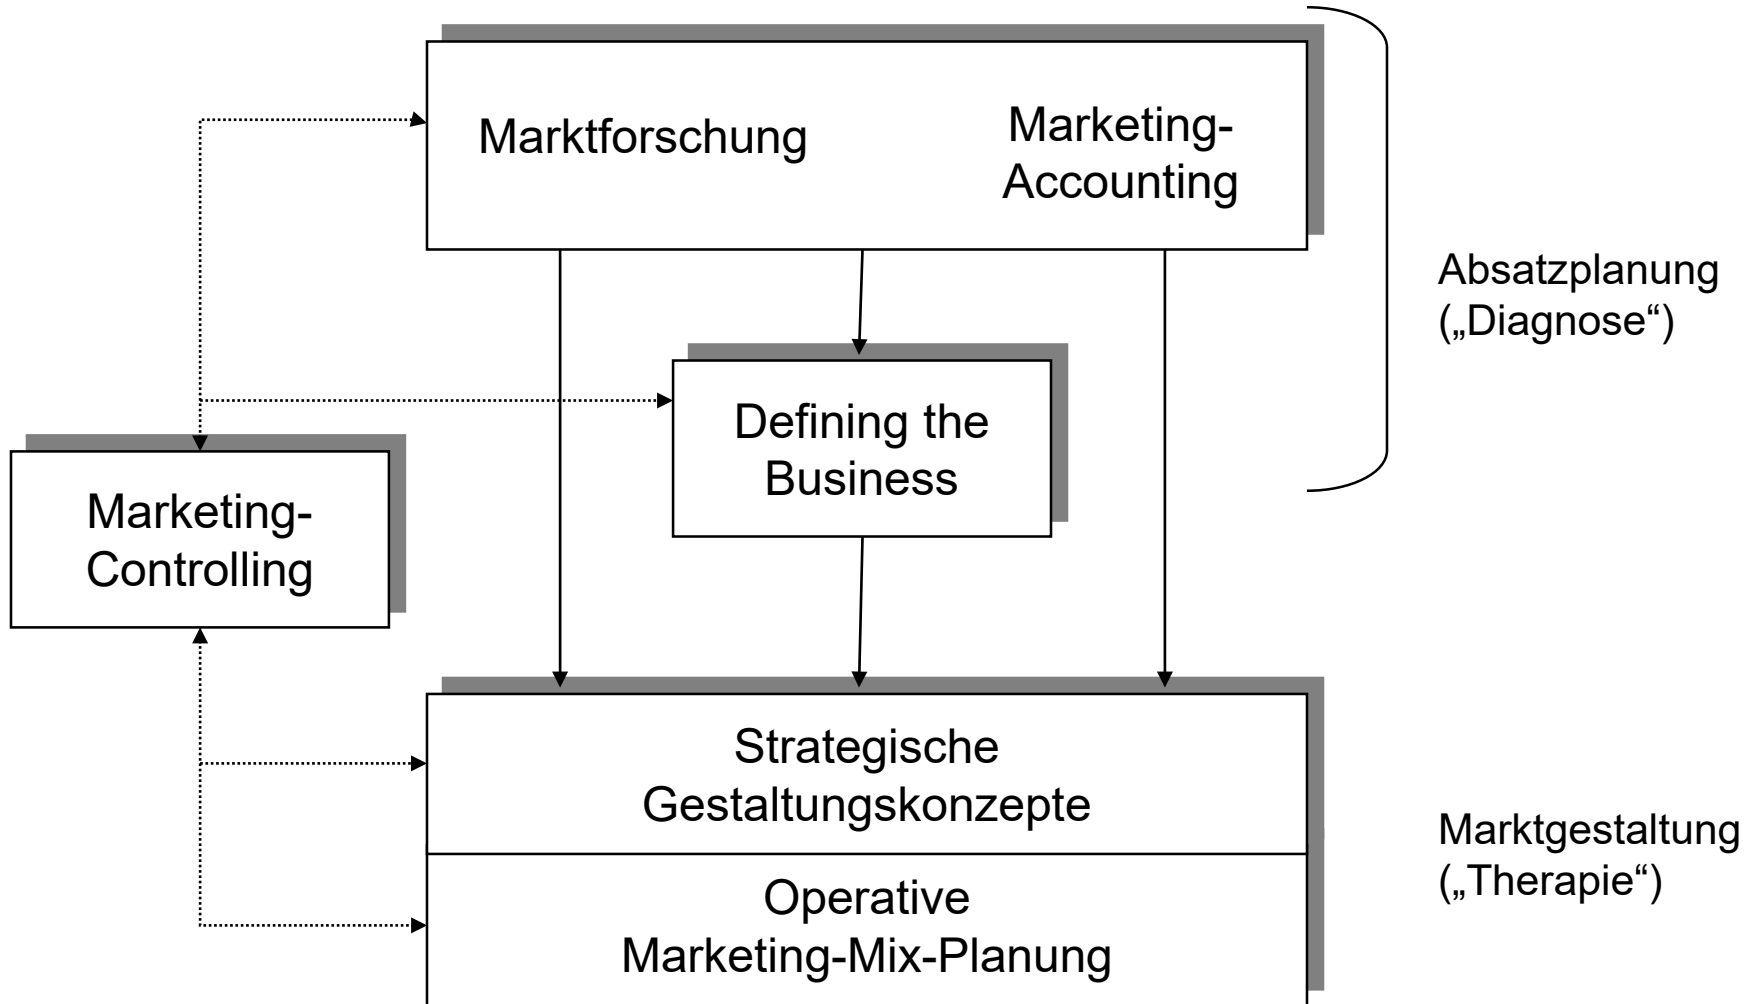 Marktforschung
Marketing-
Accounting
Absatzplanung
(„Diagnose“)
Defining the
Business
Marketing-
Controlling
Strategische
Gestaltungskonzepte
Marktgestaltung
(„Therapie“)
Operative
Marketing-Mix-Planung